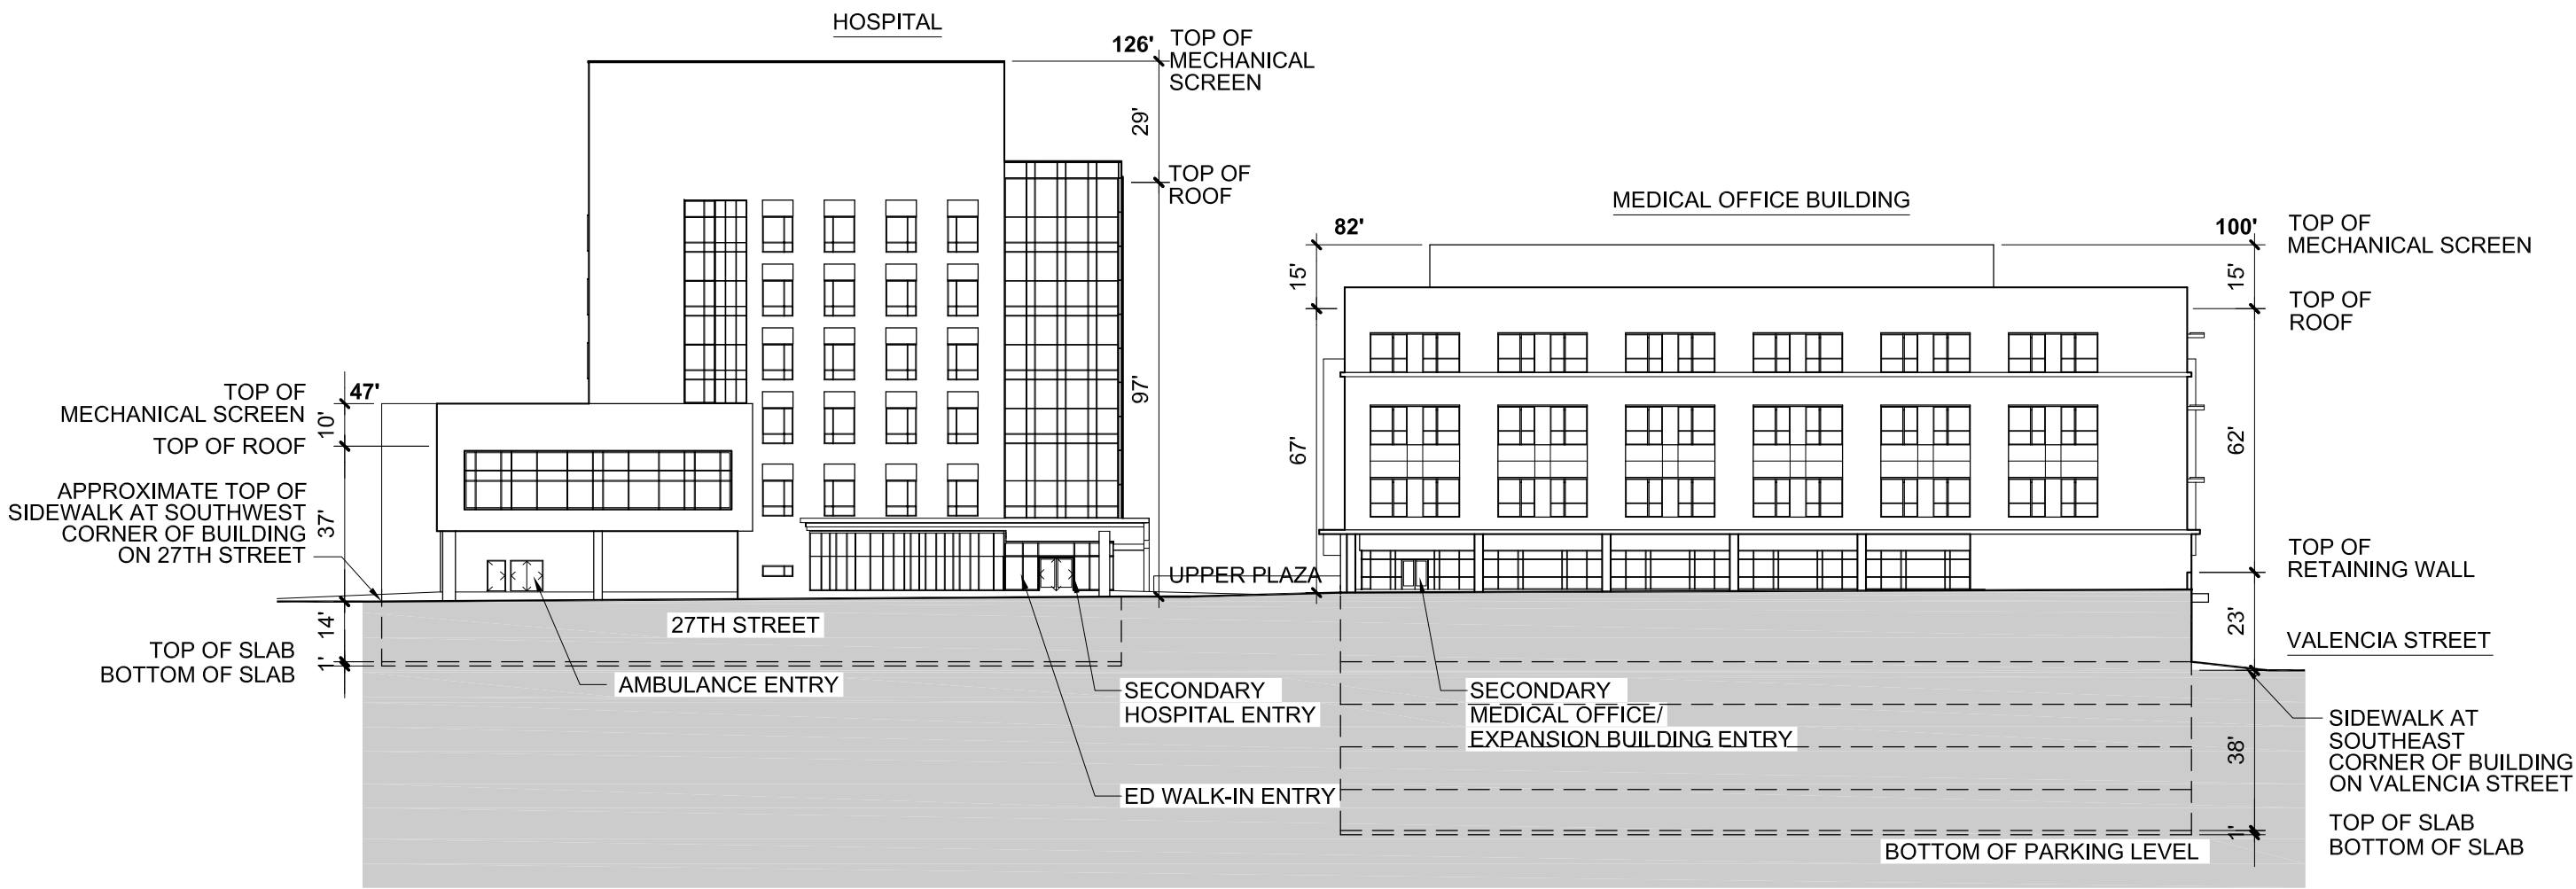 HOSPITAL
126'
TOP OF
MECHANICAL
SCREEN
29'
TOP OF
ROOF
97'
TOP OF
MECHANICAL SCREEN
47'
10'
TOP OF ROOF
APPROXIMATE TOP OF
SIDEWALK AT SOUTHWEST
CORNER OF BUILDING
ON 27TH STREET
37'
14'
TOP OF SLAB
1'
BOTTOM OF SLAB
27TH STREET
AMBULANCE ENTRY
SECONDARY
HOSPITAL ENTRY
ED WALK-IN ENTRY
UPPER PLAZA
MEDICAL OFFICE BUILDING
82'
15'
67'
SECONDARY
MEDICAL OFFICE/
EXPANSION BUILDING ENTRY
100'
TOP OF
MECHANICAL SCREEN
15'
TOP OF
ROOF
62'
TOP OF
RETAINING WALL
23'
VALENCIA STREET
SIDEWALK AT
SOUTHEAST
CORNER OF BUILDING
ON VALENCIA STREET
38'
TOP OF SLAB
1'
BOTTOM OF SLAB
BOTTOM OF PARKING LEVEL